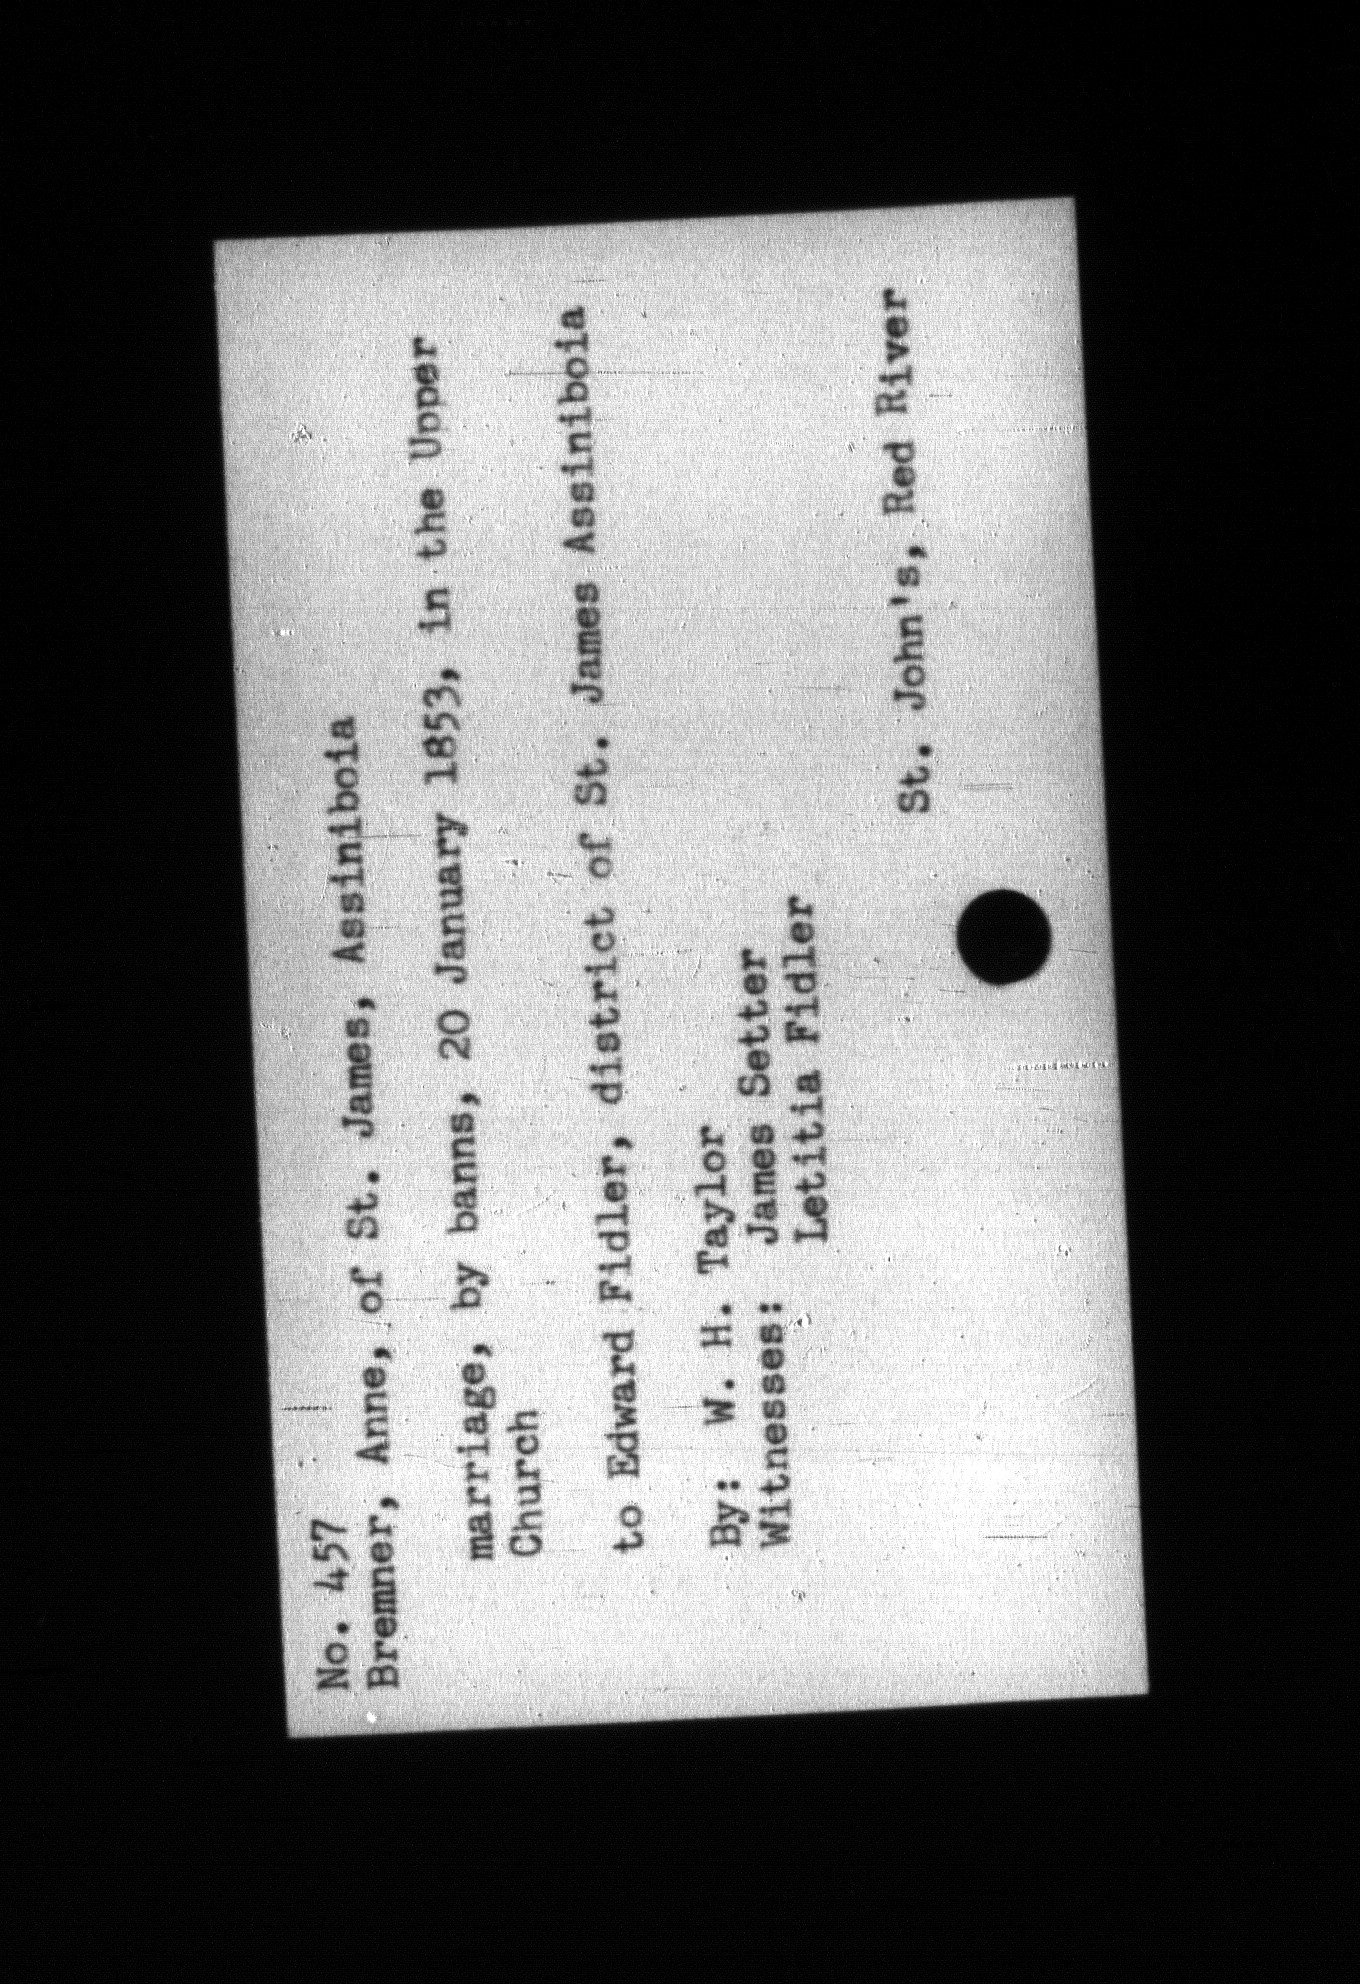 No. 457
Bremner, Anne, of St. James, Assiniboia
marriage, by banns, 20 January 1853, in the Upper
Church
to Edward Fidler, district of St. James Assiniboia
By: W. H. Taylor
Witnesses: James Setter
Letitia Fidler
St. John's, Red River